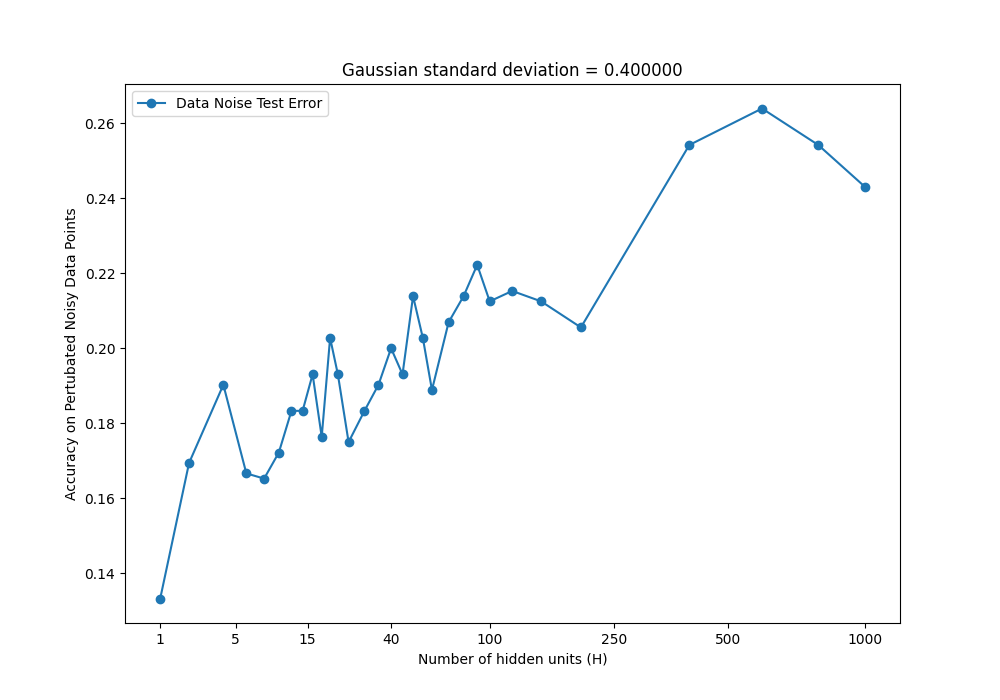 Gaussian standard deviation = 0.400000
Data Noise Test Error
Accuracy on Pertubated Noisy Data Points
0.26
0.24
0.22
0.20
0.18
0.16
0.14
1 5 15 40 100 250 500 1000
Number of hidden units (H)